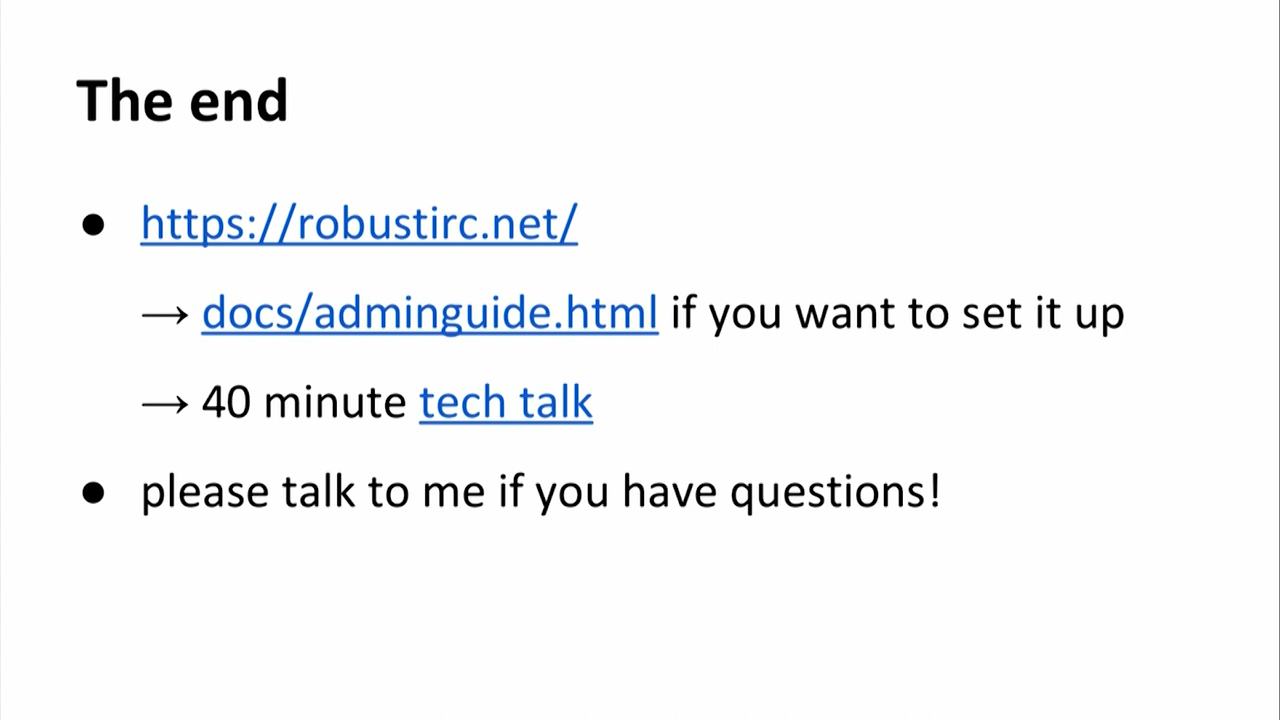 The end
● https://robustirc.net/
→ docs/adminguide.html if you want to set it up
→ 40 minute tech talk
● please talk to me if you have questions!